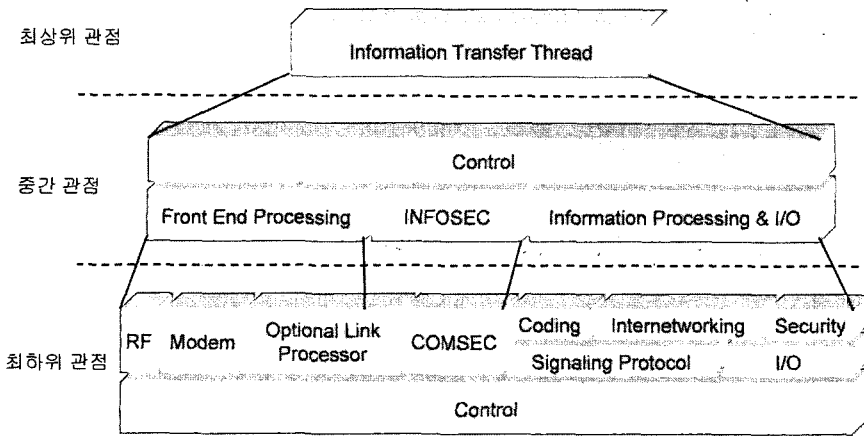 최상위 관점
Information Transfer Thread
중간 관점
Control
Front End Processing INFOSEC Information Processing & I/O
최하위 관점
RF Modem Optional Link Processor COMSEC Coding Internetworking Security
Signaling Protocol I/O
Control